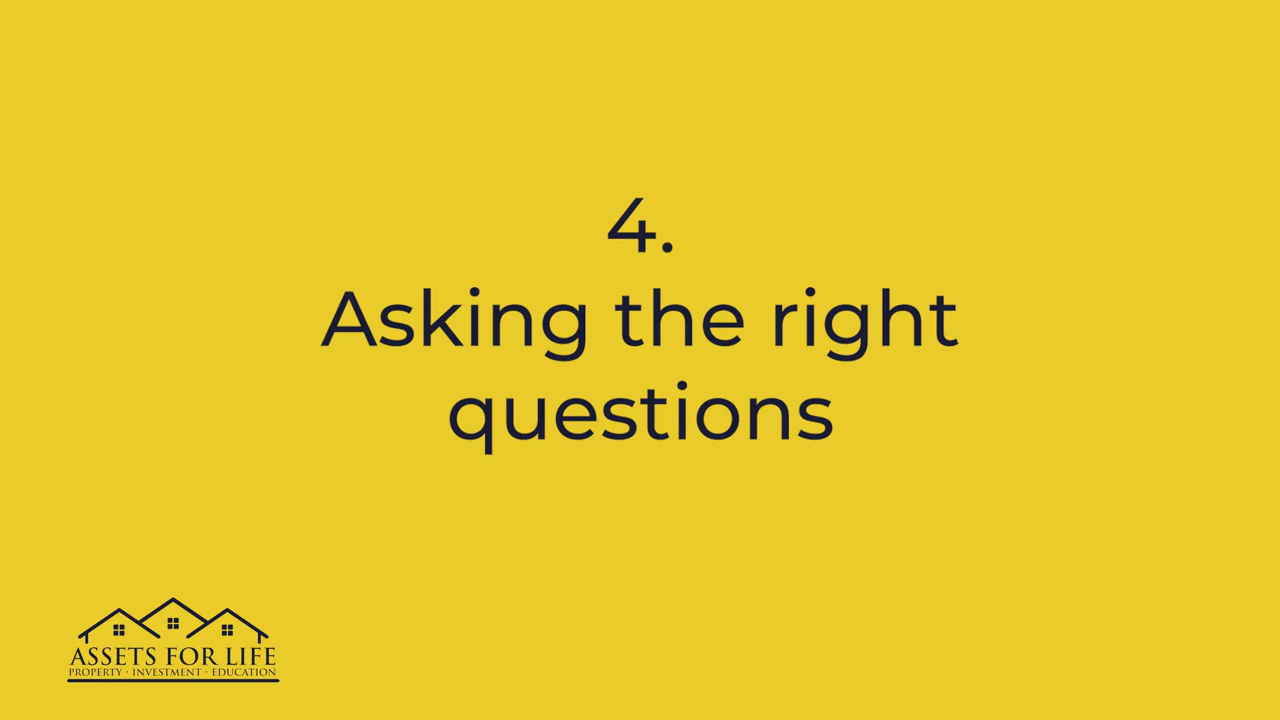 4.
Asking the right
questions
ASSETS FOR LIFE
PROPERTY · INVESTMENT · EDUCATION